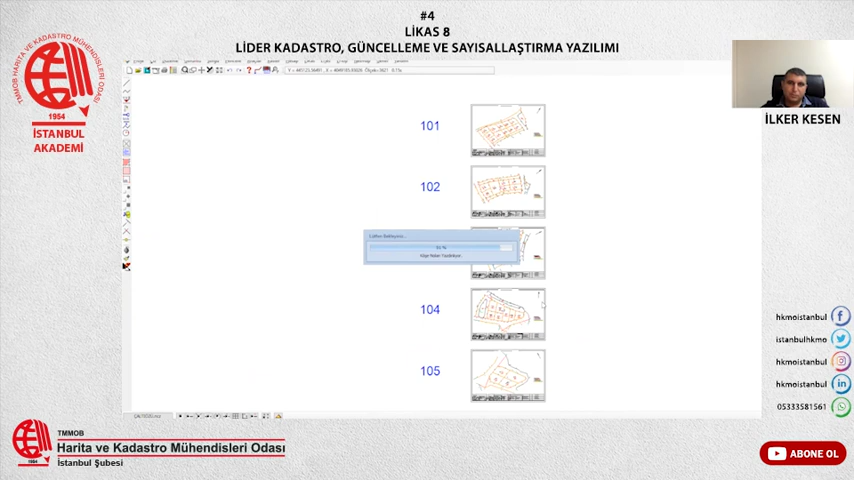 #4
LİKAS 8
LİDER KADASTRO, GÜNCELLEME VE SAYISALLAŞTIRMA YAZILIMI
TMMOB HARİTA VE KADASTRO MÜHENDİSLERİ ODASI
1954
İSTANBUL
AKADEMİ
İLKER KESEN
101
102
104
105
Lütfen Bekleyiniz...
hkmoistanbul
istanbulhkmo
hkmoistanbul
hkmoistanbul
05333581561
ABONE OL
TMMOB
Harita ve Kadastro Mühendisleri Odası
İstanbul Şubesi
1954